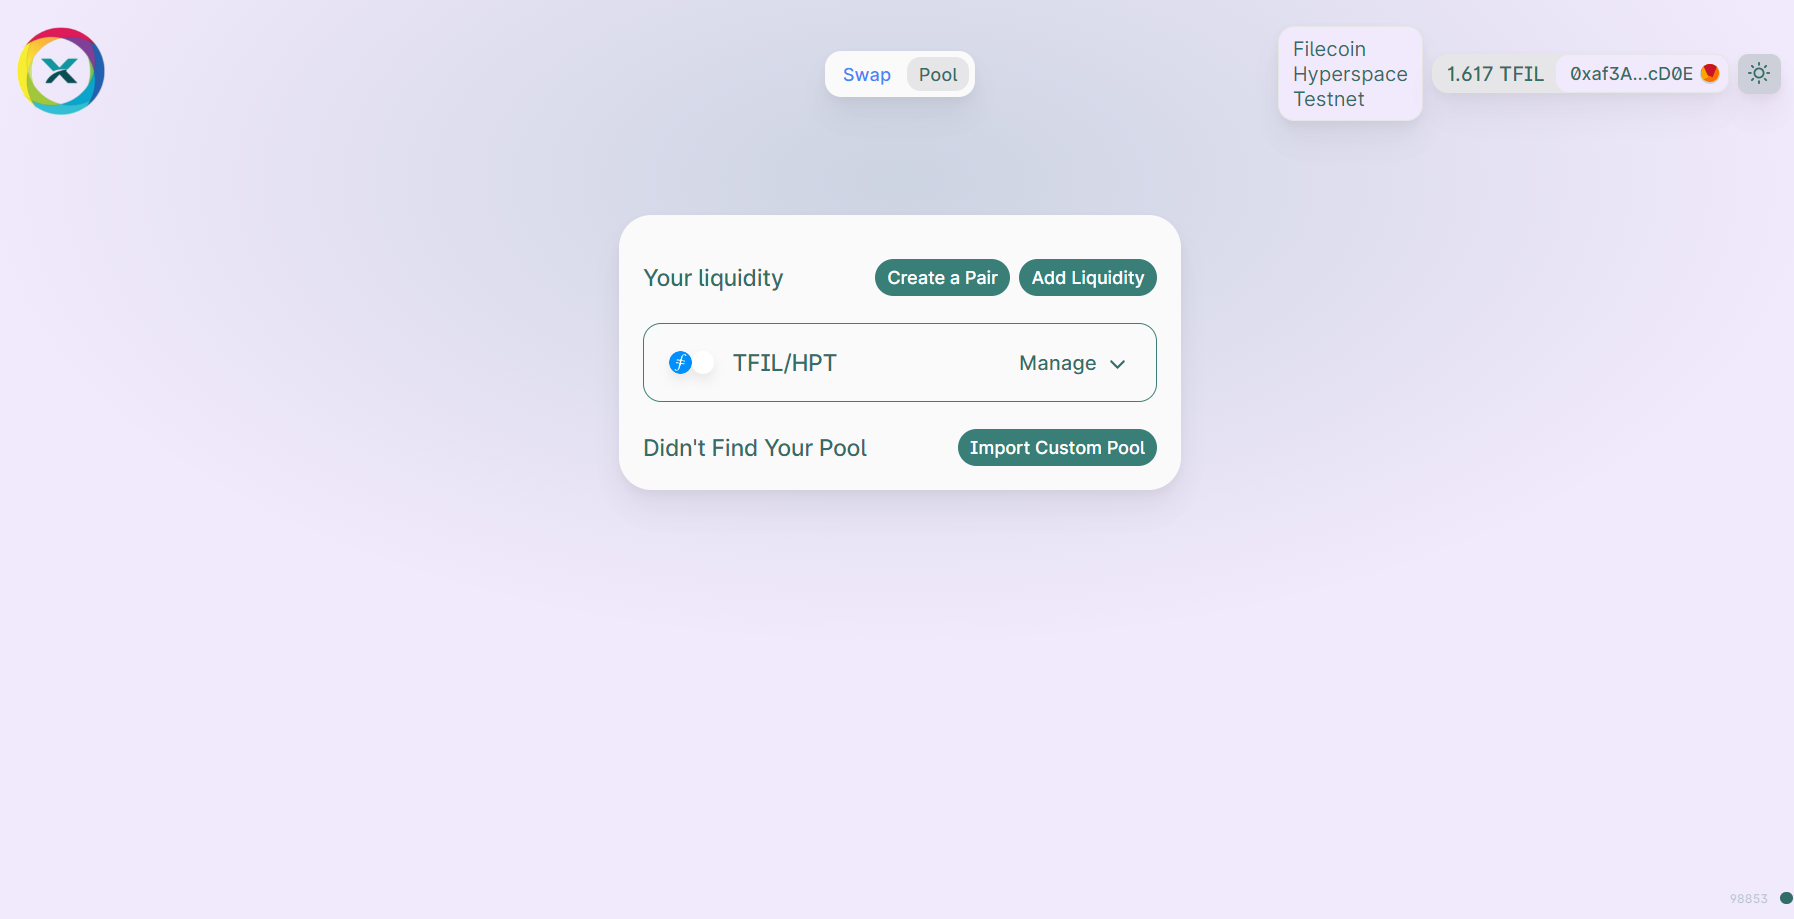 Swap
Pool
Filecoin
Hyperspace
Testnet
1.617 TFIL
0xaf3A...cD0E
Your liquidity
Create a Pair
Add Liquidity
TFIL/HPT
Manage
Didn't Find Your Pool
Import Custom Pool
98853